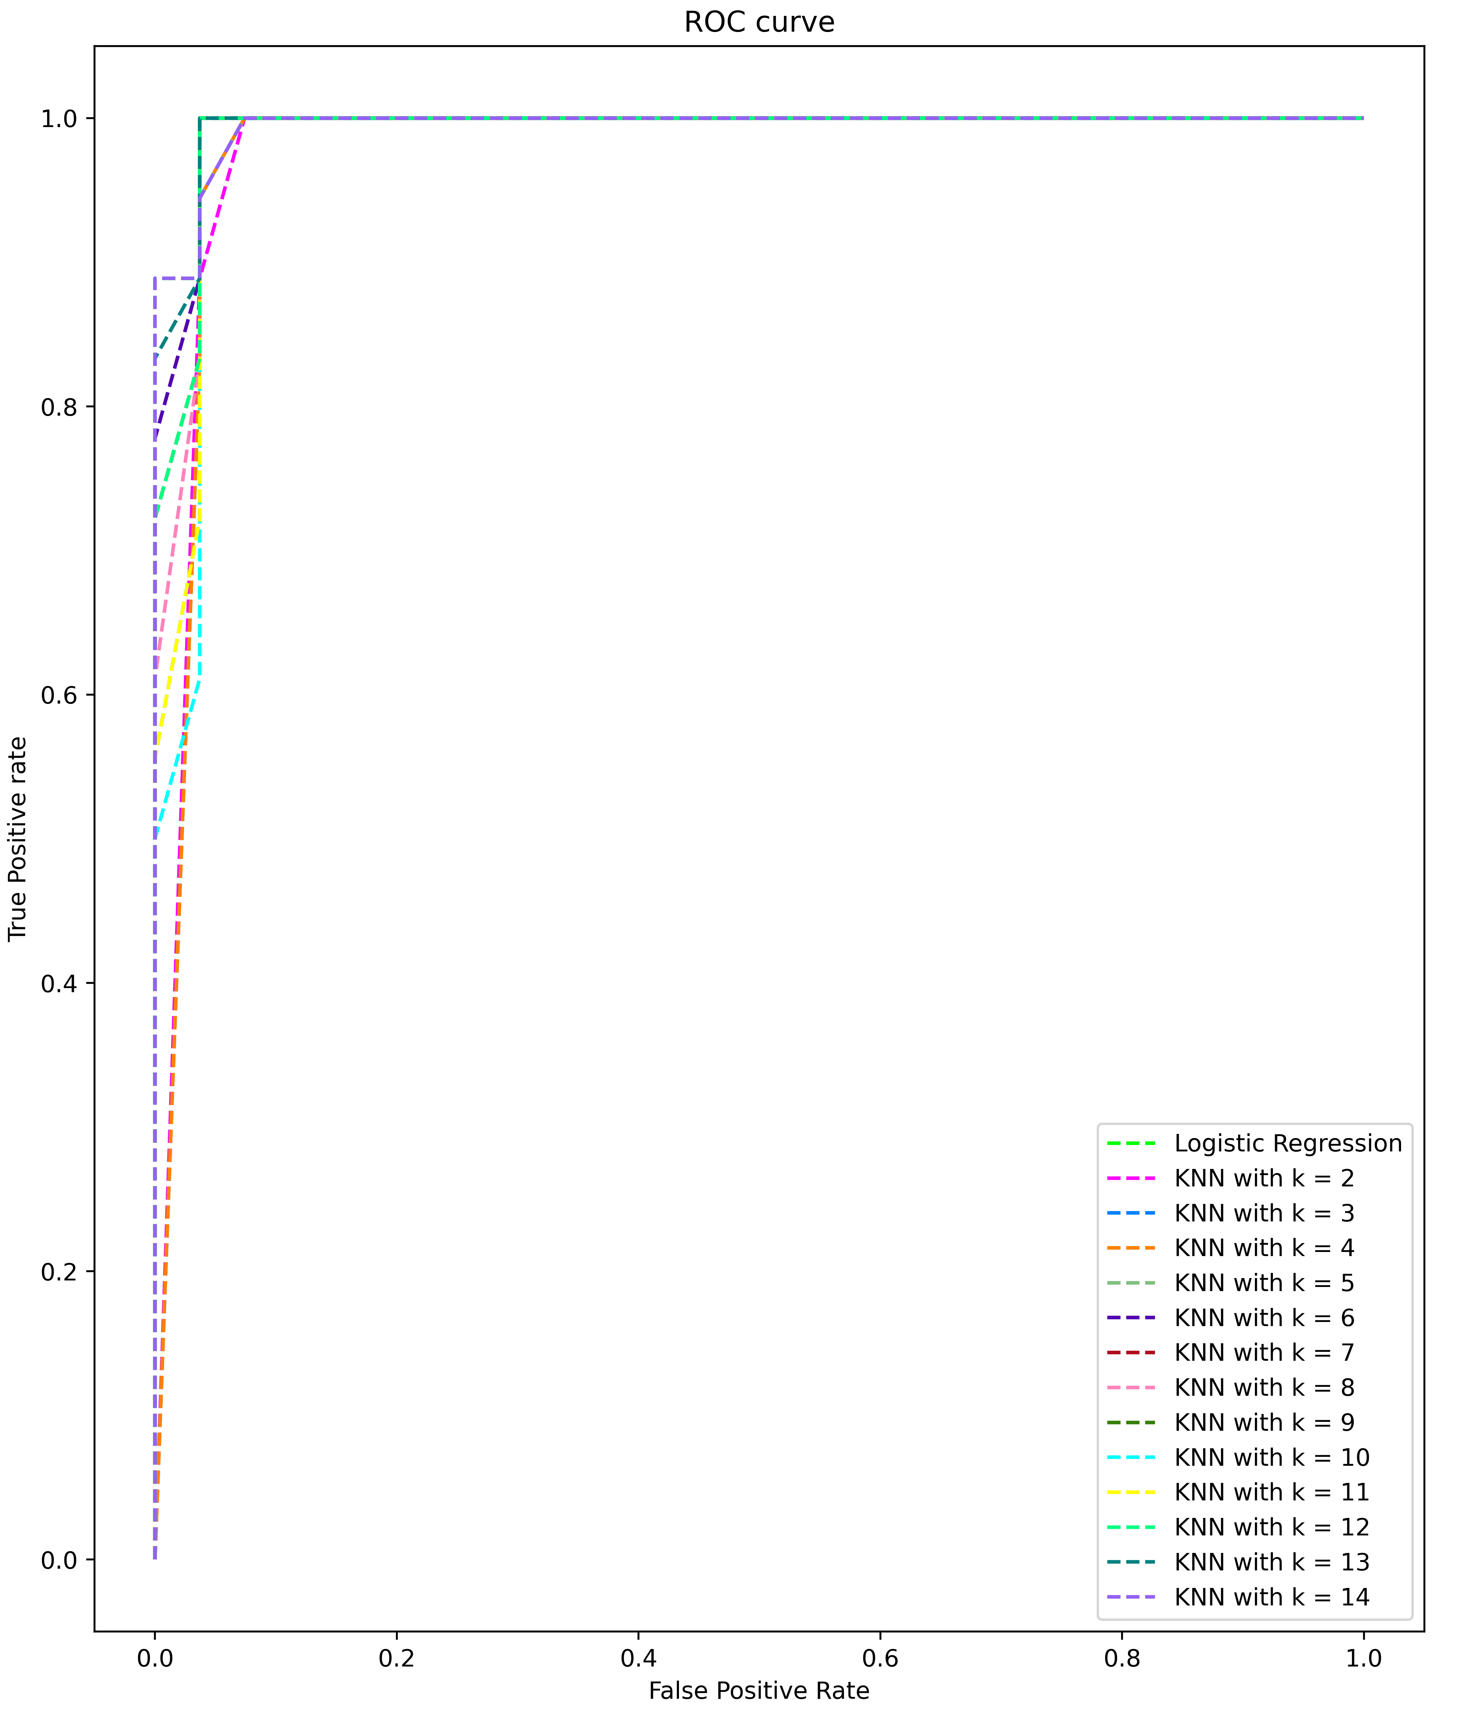 ROC curve
True Positive rate
1.0
0.8
0.6
0.4
0.2
0.0
0.0 0.2 0.4 0.6 0.8 1.0
False Positive Rate
Logistic Regression
KNN with k = 2
KNN with k = 3
KNN with k = 4
KNN with k = 5
KNN with k = 6
KNN with k = 7
KNN with k = 8
KNN with k = 9
KNN with k = 10
KNN with k = 11
KNN with k = 12
KNN with k = 13
KNN with k = 14